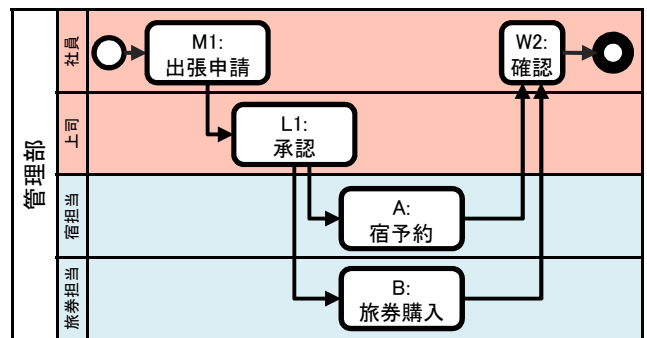 管理部
社員
M1:
出張申請
W2:
確認
上司
L1:
承認
宿担当
A:
宿予約
旅券担当
B:
旅券購入